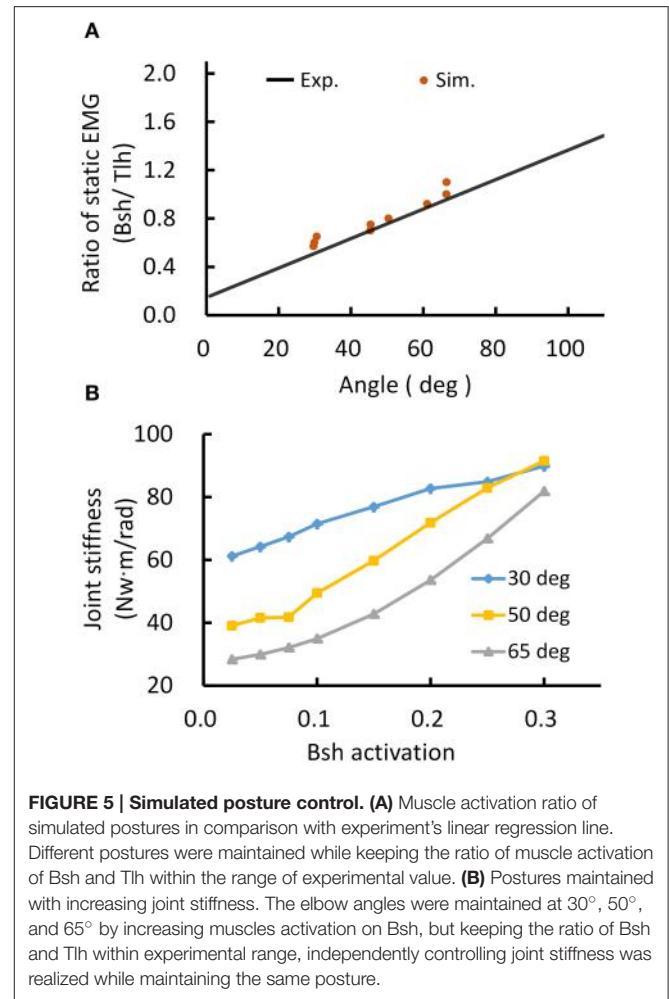 A
Ratio of static EMG
(Bsh/ Tlh)
2.0
1.6
1.2
0.8
0.4
0.0
Exp.
Sim.
0 20 40 60 80 100
Angle ( deg )
B
Joint stiffness
(Nw·m/rad)
100
80
60
40
20
30 deg
50 deg
65 deg
0.0 0.1 0.2 0.3
Bsh activation
FIGURE 5 | Simulated posture control. (A) Muscle activation ratio of
simulated postures in comparison with experiment's linear regression line.
Different postures were maintained while keeping the ratio of muscle activation
of Bsh and Tlh within the range of experimental value. (B) Postures maintained
with increasing joint stiffness. The elbow angles were maintained at 30°, 50°,
and 65° by increasing muscles activation on Bsh, but keeping the ratio of Bsh
and Tlh within experimental range, independently controlling joint stiffness was
realized while maintaining the same posture.